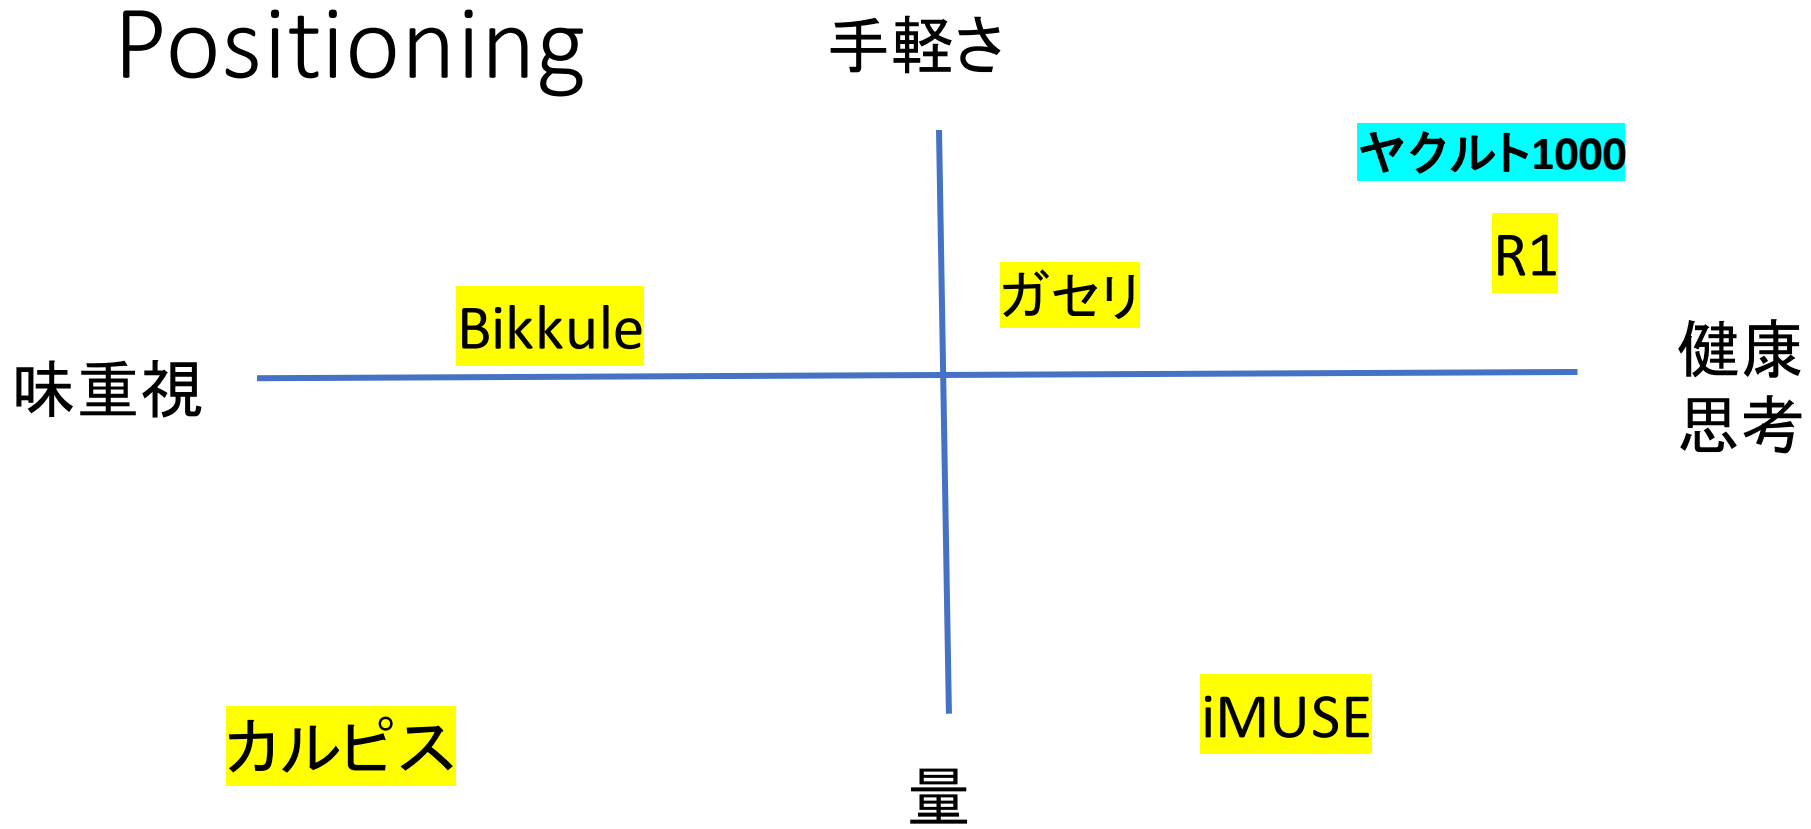 Positioning
手軽さ
ヤクルト1000
R1
ガセリ
Bikkule
味重視
健康
思考
カルピス
iMUSE
量